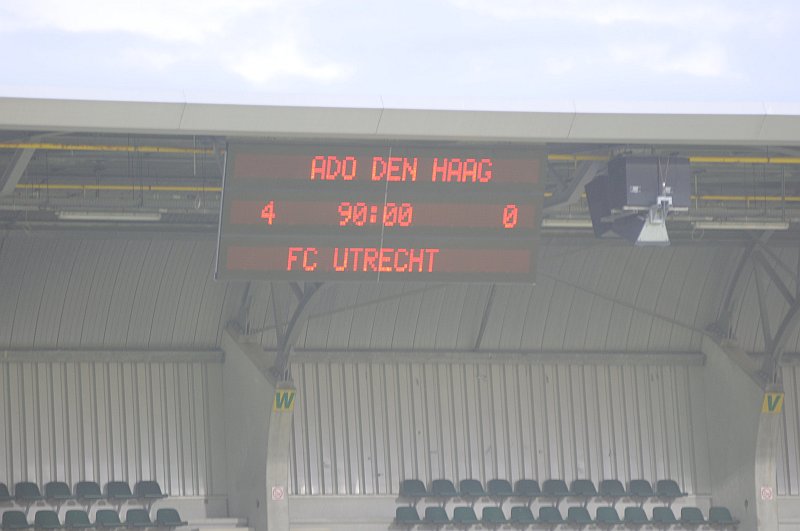 ADO DEN HAAG
4 90:00 0
FC UTRECHT
W V